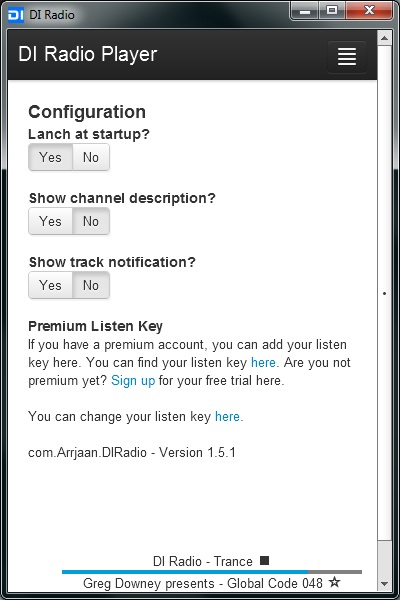 DI DI Radio
DI Radio Player
Configuration
Lanch at startup?
Yes No
Show channel description?
Yes No
Show track notification?
Yes No
Premium Listen Key
If you have a premium account, you can add your listen
key here. You can find your listen key here. Are you not
premium yet? Sign up for your free trial here.
You can change your listen key here.
com.Arrjaan.DIRadio - Version 1.5.1
DI Radio - Trance
Greg Downey presents - Global Code 048